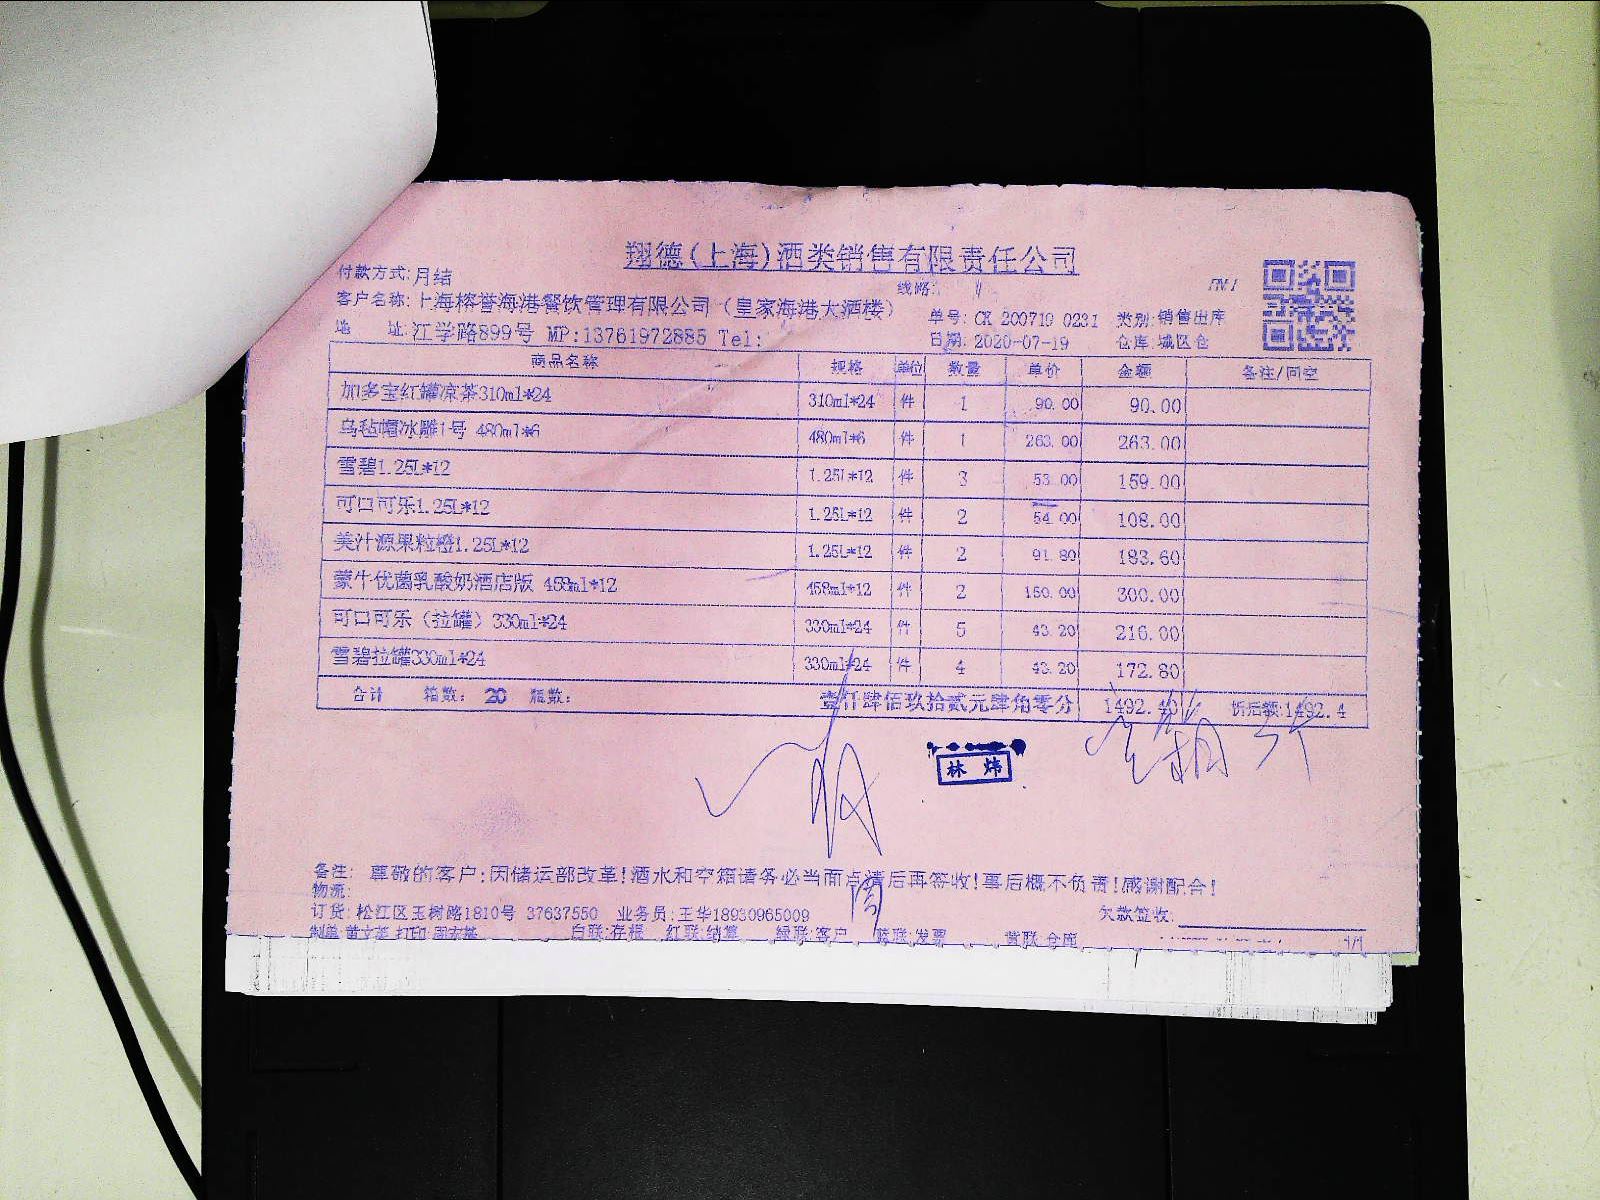 翔德(上海)酒类销售有限责任公司
付款方式:月结 线路:
客户名称:上海榕誉海港餐饮管理有限公司(皇家海港大酒楼) 单号: CK 200719 0231 类别:销售出库
地 址:江学路899号 MP:13761972885 Tel: 日期: 2020-07-19 仓库:城区仓
商品名称 规格 单位 数量 单价 金额 备注/回空
加多宝红罐凉茶310ml*24 310ml*24 件 1 90.00 90.00
乌毡帽冰雕1号 480ml*6 480ml*6 件 1 263.00 263.00
雪碧1.25L*12 1.25L*12 件 3 53.00 159.00
可口可乐1.25L*12 1.25L*12 件 2 54.00 108.00
美汁源果粒橙1.25L*12 1.25L*12 件 2 91.80 183.60
蒙牛优菌乳酸奶酒店版 458ml*12 458ml*12 件 2 150.00 300.00
可口可乐(拉罐)330ml*24 330ml*24 件 5 43.20 216.00
雪碧拉罐330ml*24 330ml*24 件 4 43.20 172.80
合计 箱数: 20 瓶数: 壹仟肆佰玖拾贰元肆角零分 1492.40 折后额:1492.4
林 炜
备注: 尊敬的客户:因储运部改革!酒水和空箱请务必当面点清后再签收!事后概不负责!感谢配合!
物流:
订货: 松江区玉树路1810号 37637550 业务员:王华18930965009 欠款签收:
制单:黄文英 打印: 白联:存根 红联:结算 绿联:客户 蓝联:发票 黄联:仓库 1/1